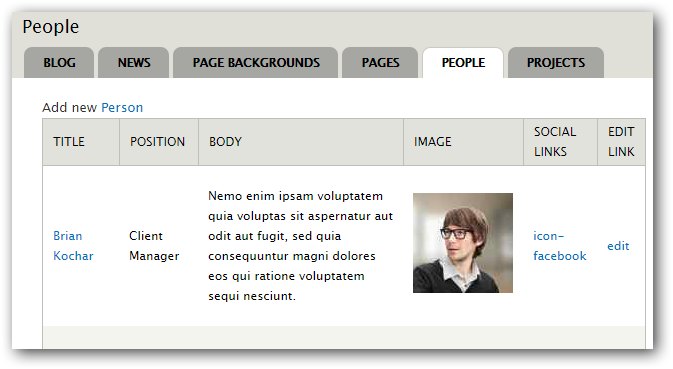 People
BLOG NEWS PAGE BACKGROUNDS PAGES PEOPLE PROJECTS
Add new Person
TITLE POSITION BODY IMAGE SOCIAL LINKS EDIT LINK
Brian
Kochar
Client
Manager
Nemo enim ipsam voluptatem
quia voluptas sit aspernatur aut
odit aut fugit, sed quia
consequuntur magni dolores
eos qui ratione voluptatem
sequi nesciunt.
icon-
facebook
edit